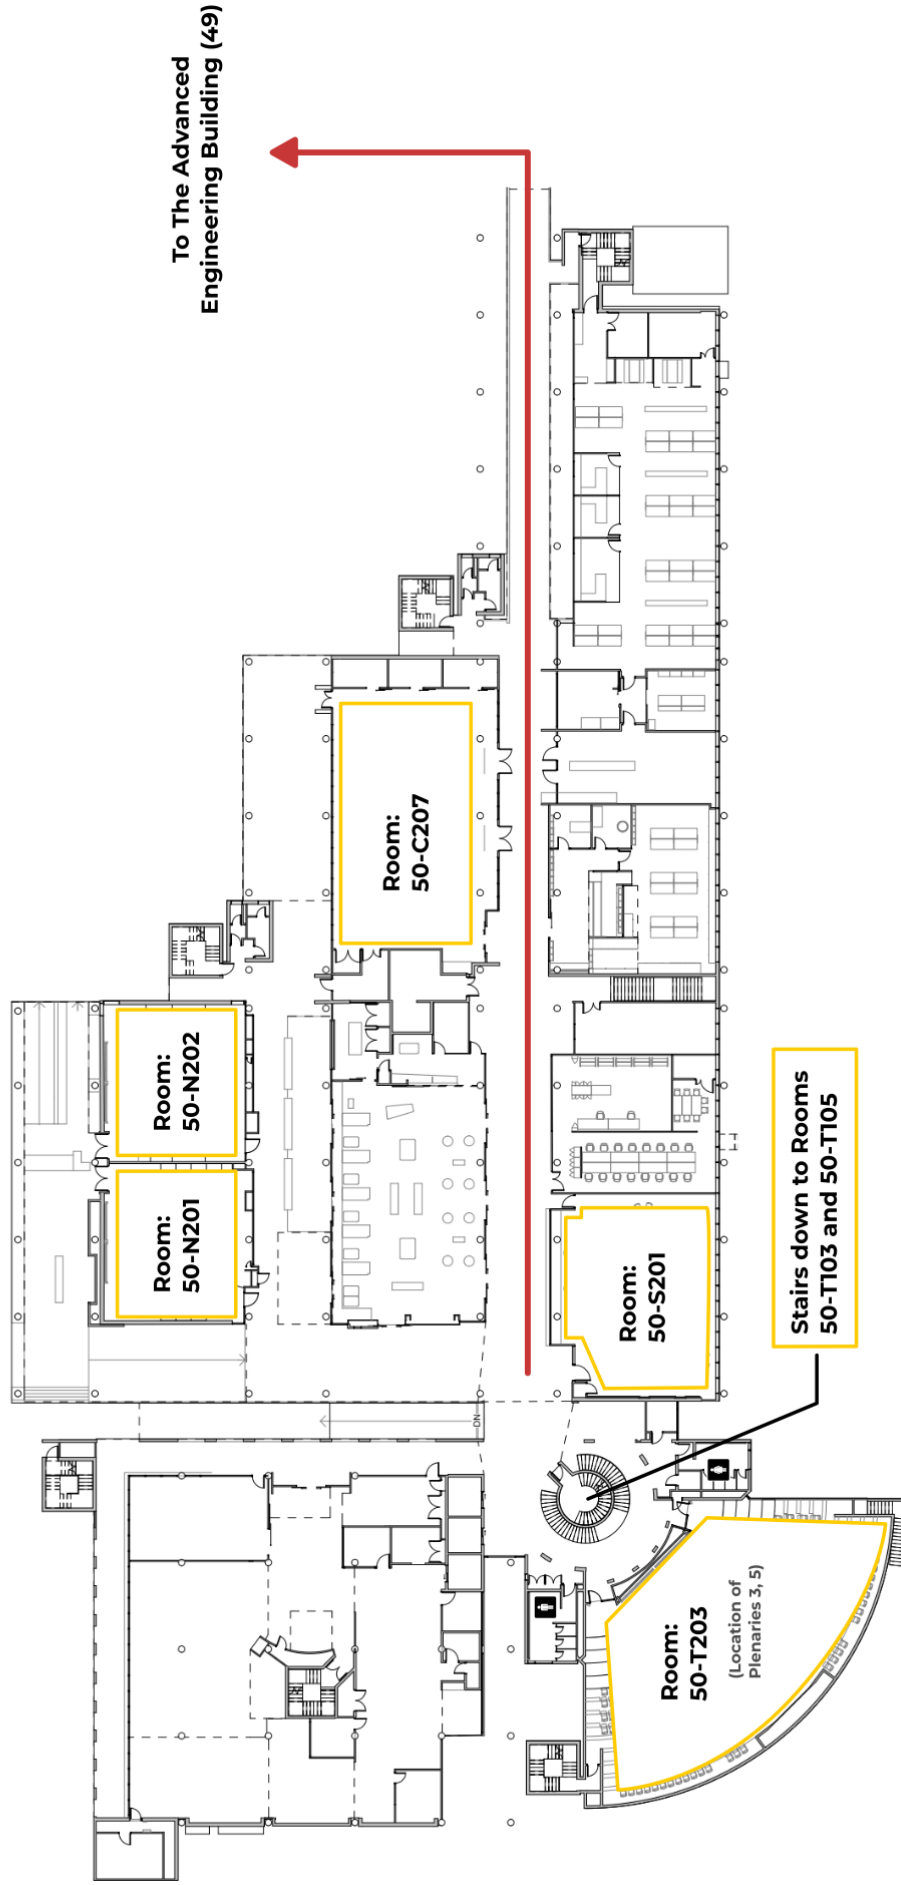 To The Advanced
Engineering Building (49)
Room:
50-C207
Room:
50-N202
Room:
50-N201
Room:
50-S201
Stairs down to Rooms
50-T103 and 50-T105
DN
Room:
50-T203
(Location of
Plenaries 3, 5)